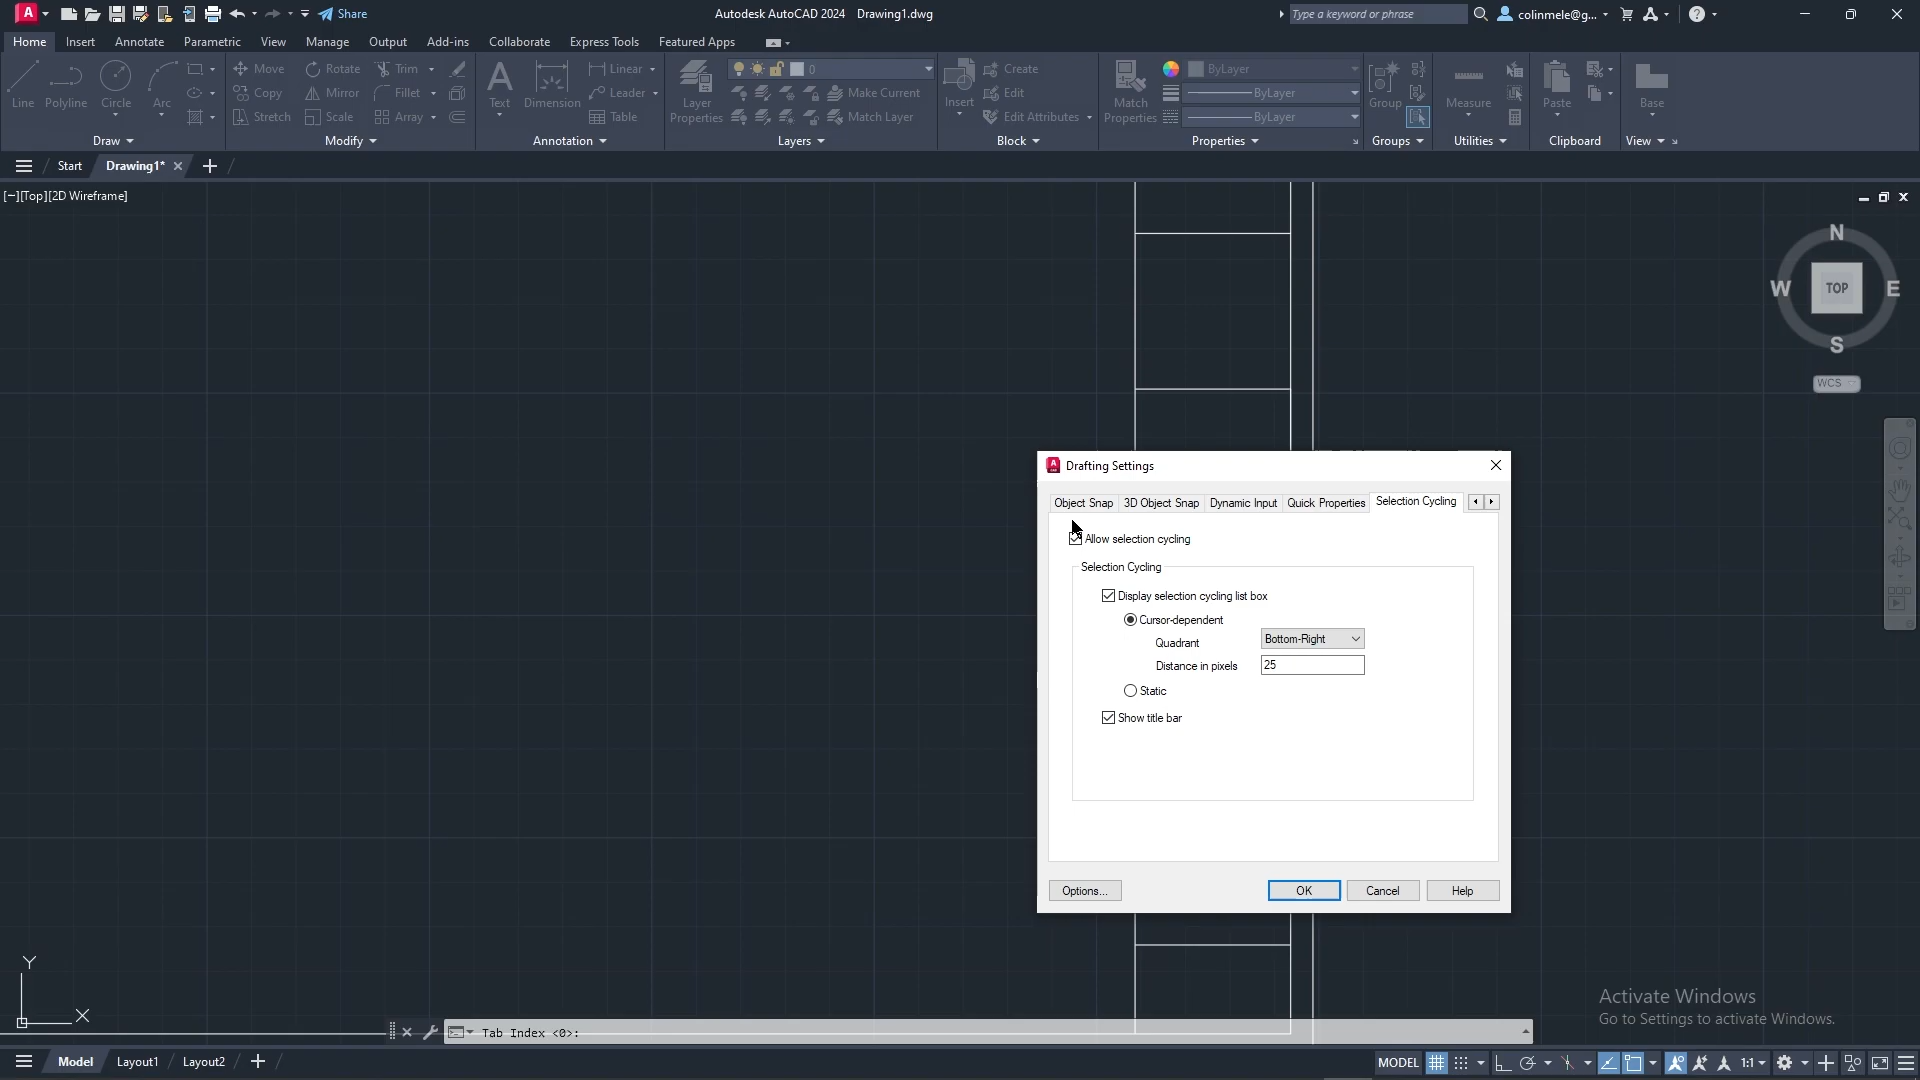 Share
Autodesk AutoCAD 2024 Drawing1.dwg
Type a keyword or phrase
colinmele@g...
Home Insert Annotate Parametric View Manage Output Add-ins Collaborate Express Tools Featured Apps
Line Polyline Circle Arc
Move Rotate Trim
Copy Mirror Fillet
Stretch Scale Array
Text Dimension
Linear
Leader
Table
Layer Properties
0
Make Current
Match Layer
Insert
Create
Edit
Edit Attributes
Match Properties
ByLayer
ByLayer
ByLayer
Group
Measure
Paste
Base
Draw Modify Annotation Layers Block Properties Groups Utilities Clipboard View
Start Drawing1*
[−][Top][2D Wireframe]
N
W TOP E
S
WCS
Drafting Settings
Object Snap 3D Object Snap Dynamic Input Quick Properties Selection Cycling
Allow selection cycling
Selection Cycling
Display selection cycling list box
Cursor-dependent
Quadrant Bottom-Right
Distance in pixels 25
Static
Show title bar
Options... OK Cancel Help
Y
X
Activate Windows
Go to Settings to activate Windows.
Tab Index <0>:
Model Layout1 Layout2
MODEL 1:1